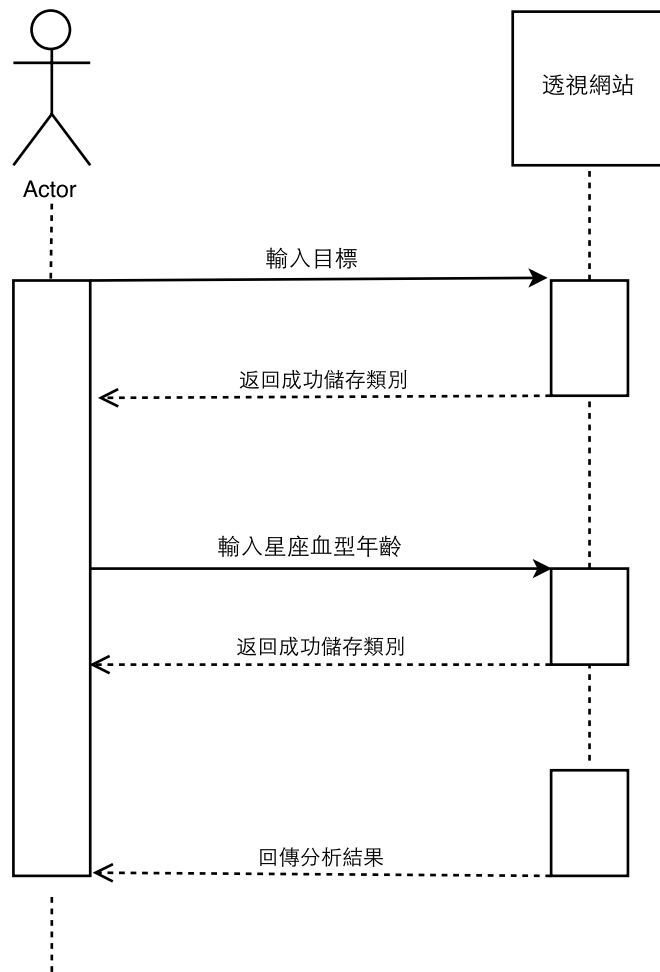 透視網站
Actor
輸入目標
返回成功儲存類別
輸入星座血型年齡
返回成功儲存類別
回傳分析結果